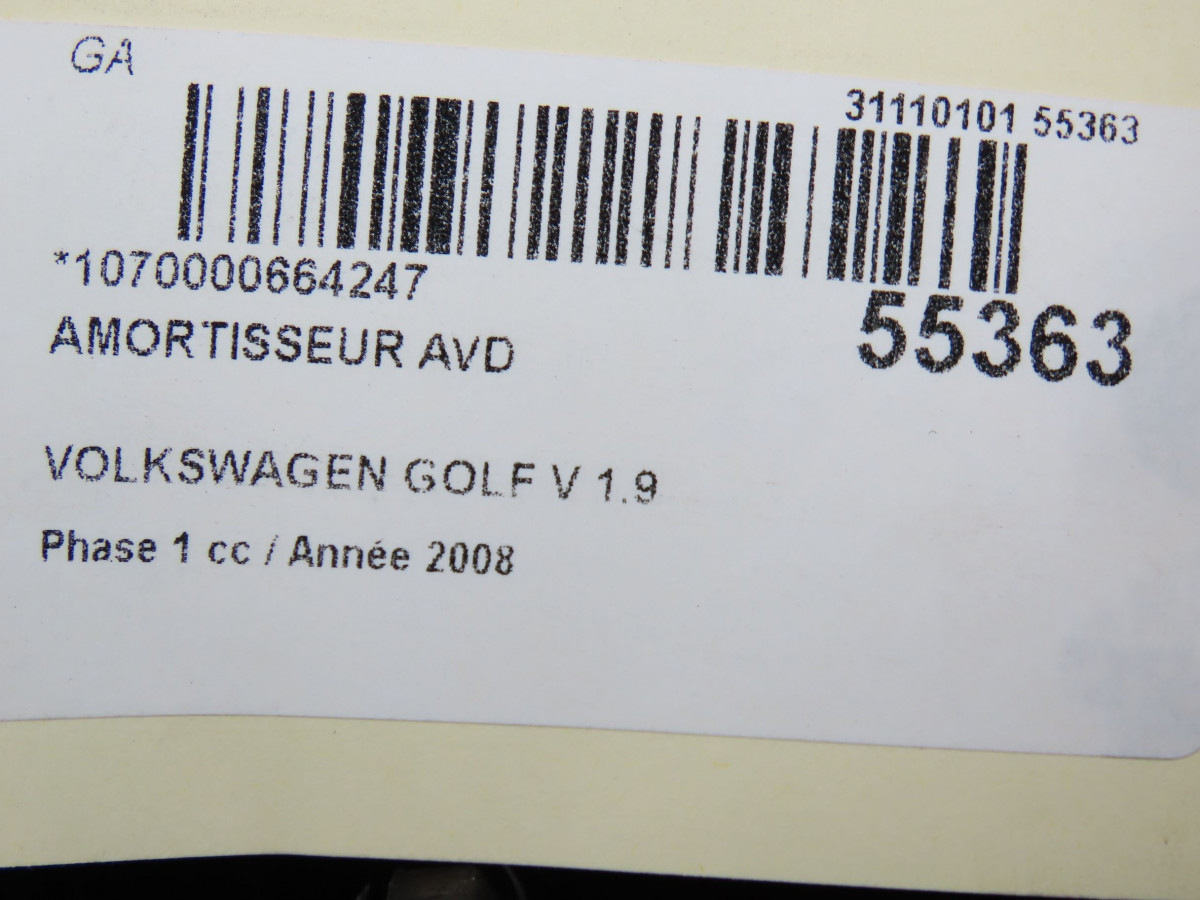 GA
31110101 55363
*1070000664247
55363
AMORTISSEUR AVD
VOLKSWAGEN GOLF V 1.9
Phase 1 cc / Année 2008